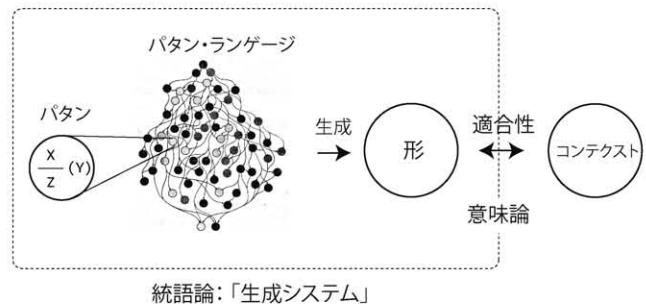 パタン・ランゲージ
パタン
X
Z
(Y)
生成
形
適合性
コンテクスト
意味論
統語論：「生成システム」